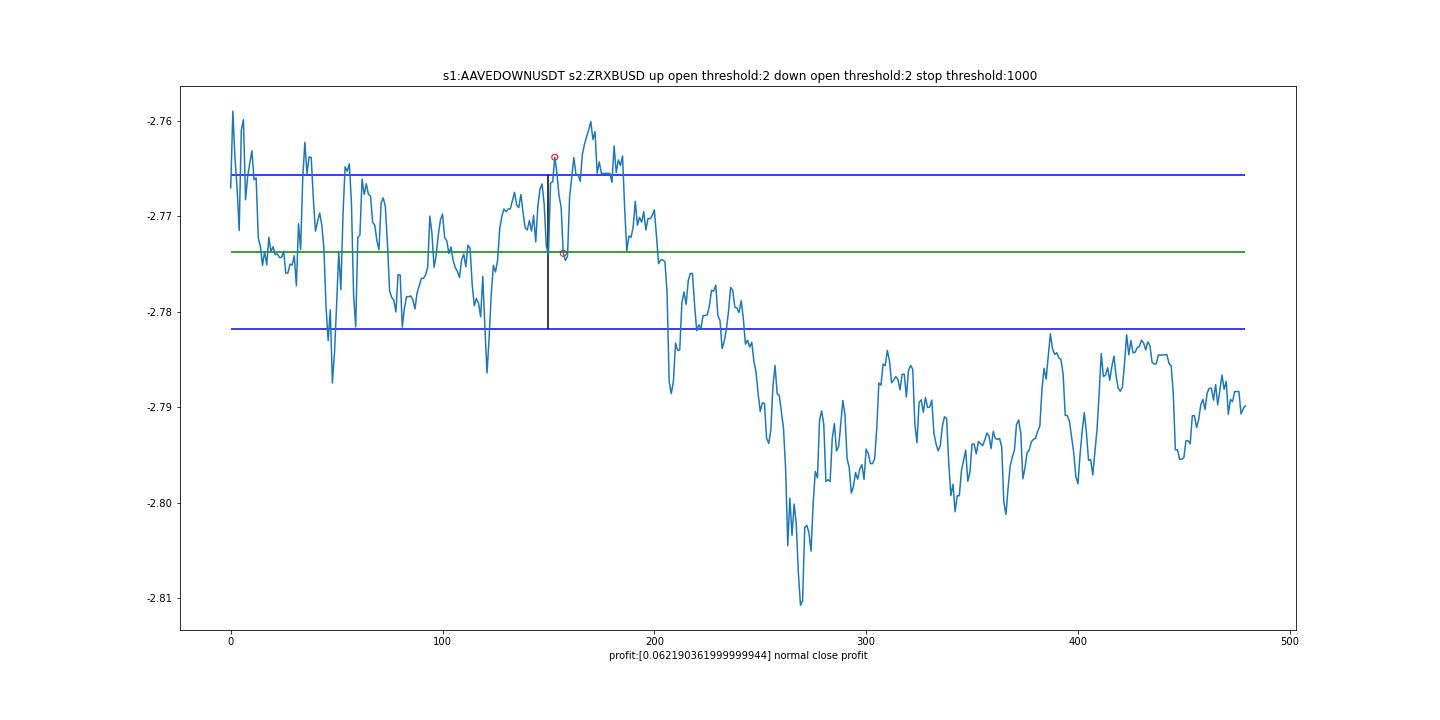 s1:AAVEDOWNUSDT s2:ZRXBUSD up open threshold:2 down open threshold:2 stop threshold:1000
-2.76
-2.77
-2.78
-2.79
-2.80
-2.81
0 100 200 300 400 500
profit:[0.062190361999999944] normal close profit